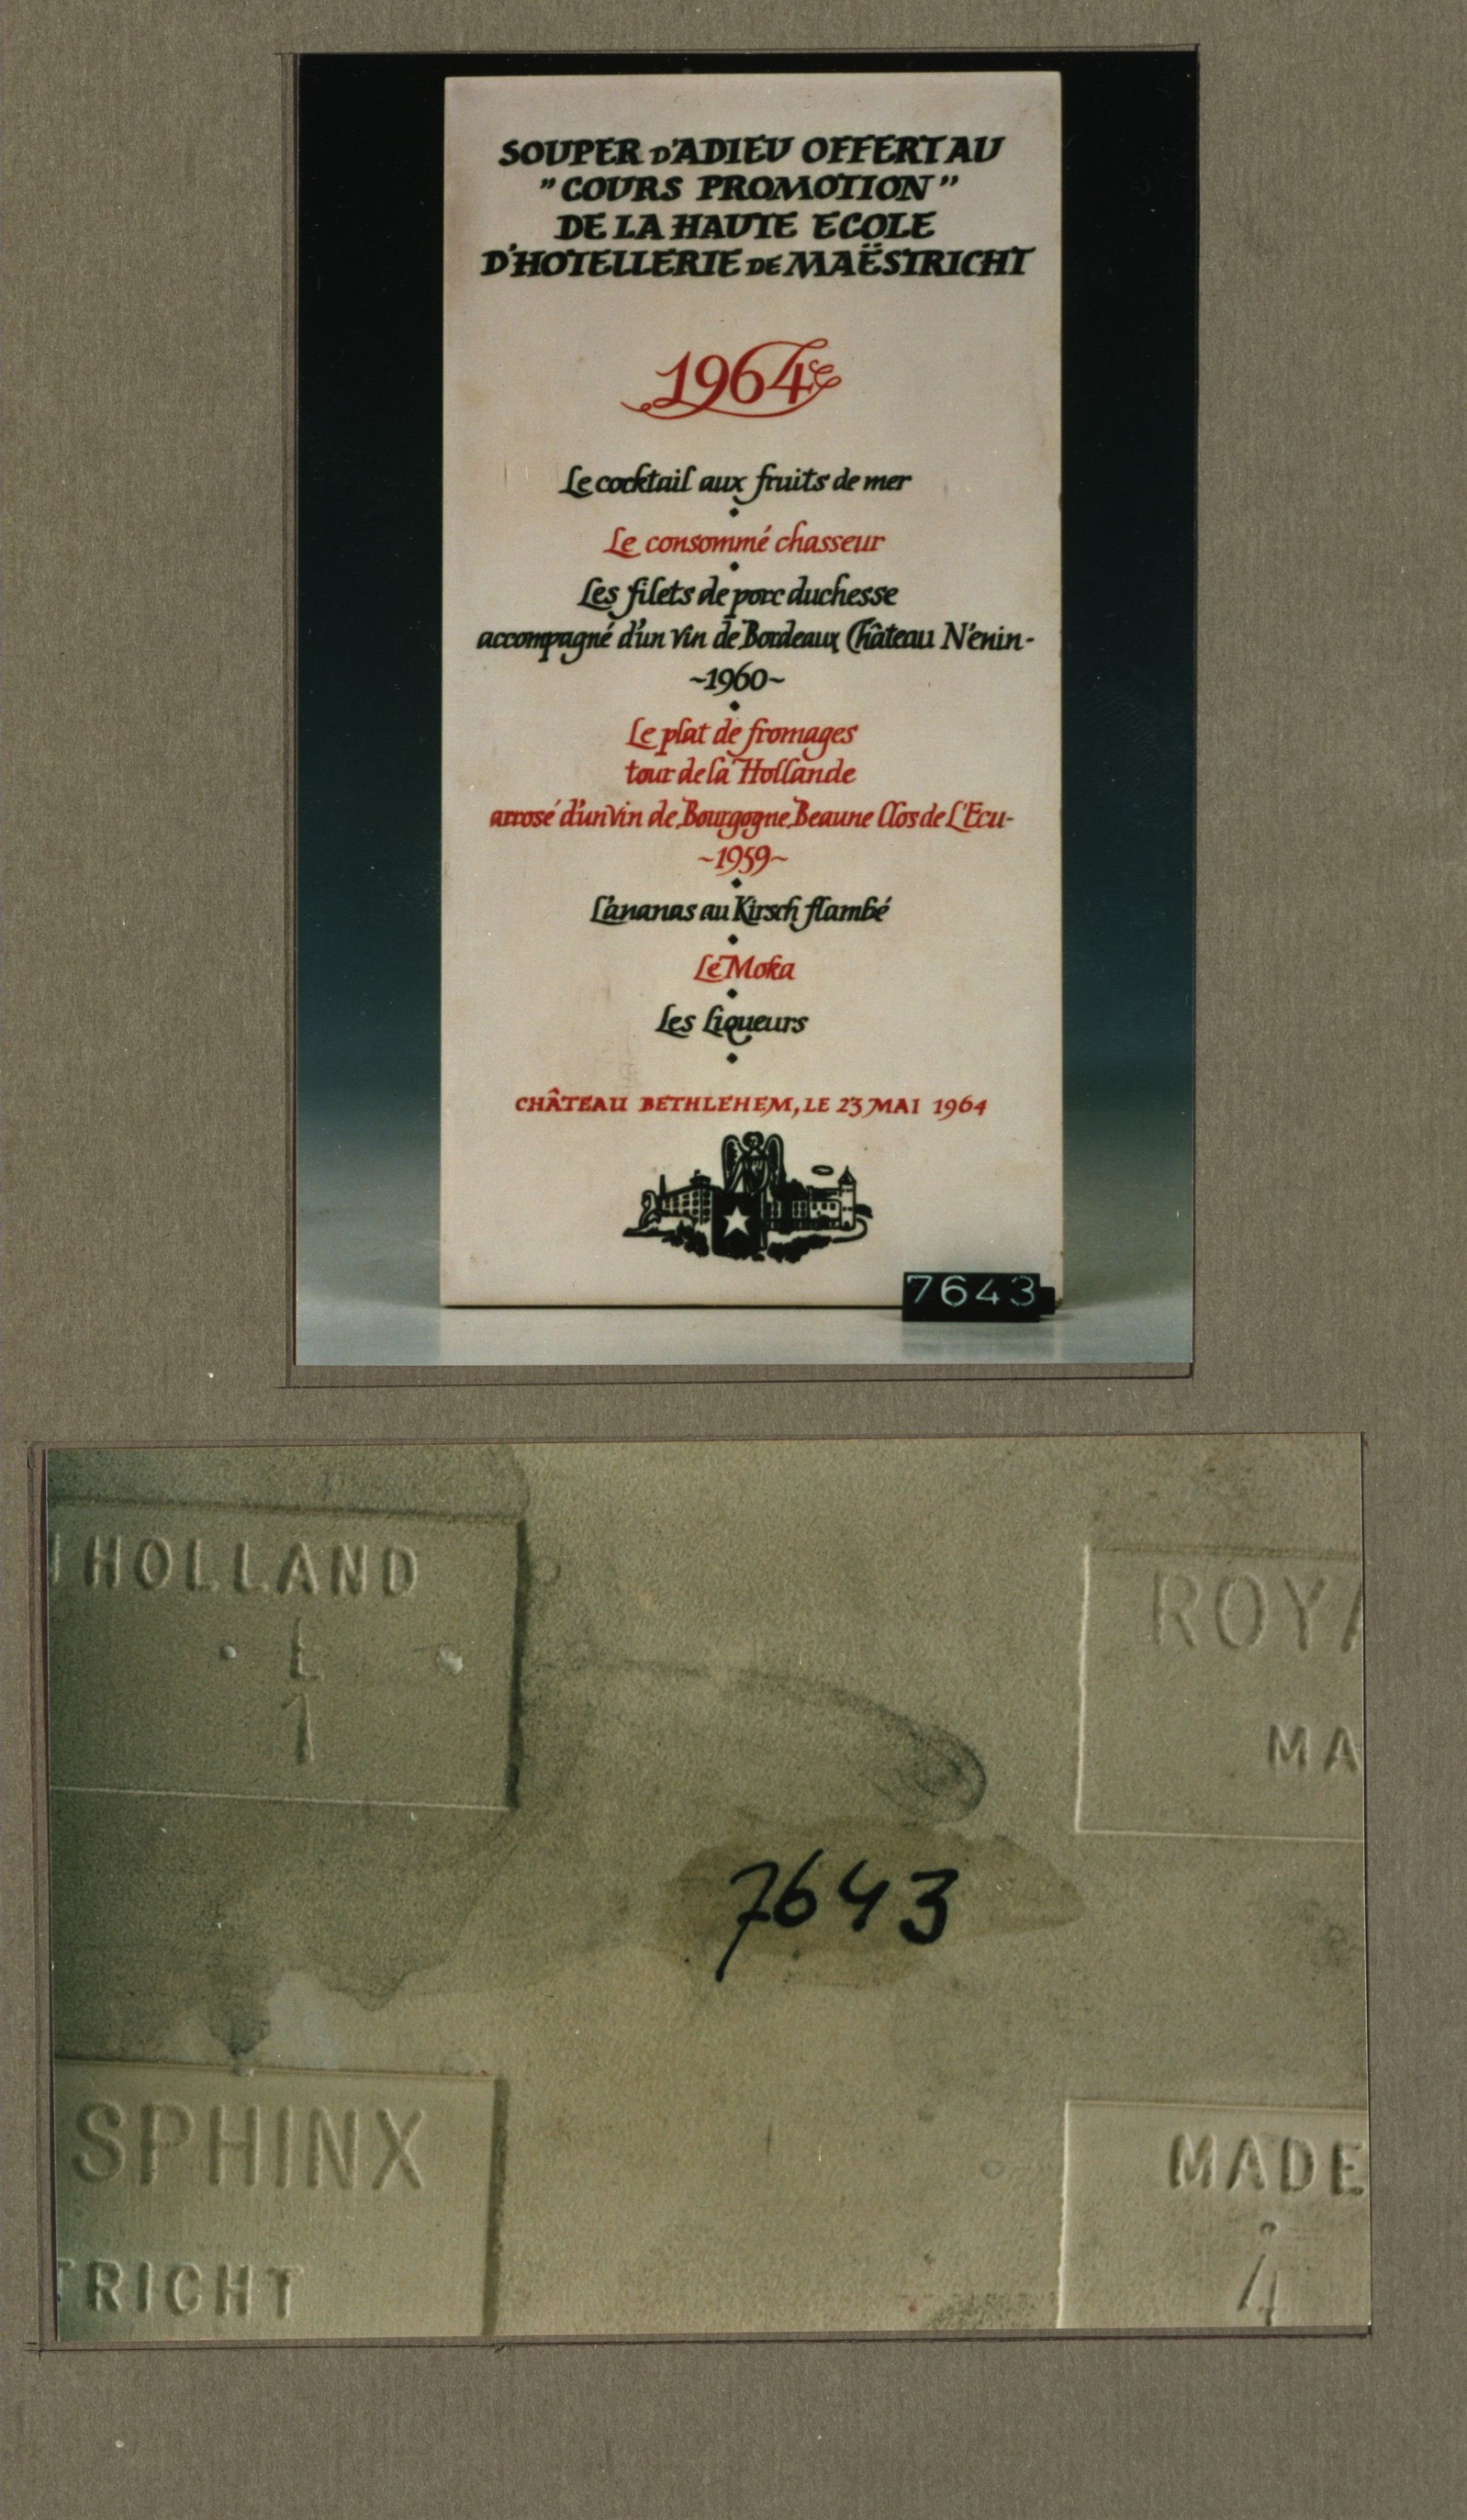 SOUPER D'ADIEU OFFERT AU
"COURS PROMOTION"
DE LA HAUTE ECOLE
D'HOTELLERIE DE MAËSTRICHT
1964
Le cocktail aux fruits de mer
Le consommé chasseur
Les filets de porc duchesse
accompagné d'un vin de Bordeaux Château N'enin-
~1960~
Le plat de fromages
tour de la Hollande
arrosé d'un vin de Bourgogne Beaune Clos de L'Ecu-
~1959~
L'ananas au Kirsch flambé
Le Moka
Les Liqueurs
CHÂTEAU BETHLEHEM, LE 23 MAI 1964
7643
HOLLAND
t
1
ROYA
MA
7643
SPHINX
TRICHT
MADE
4